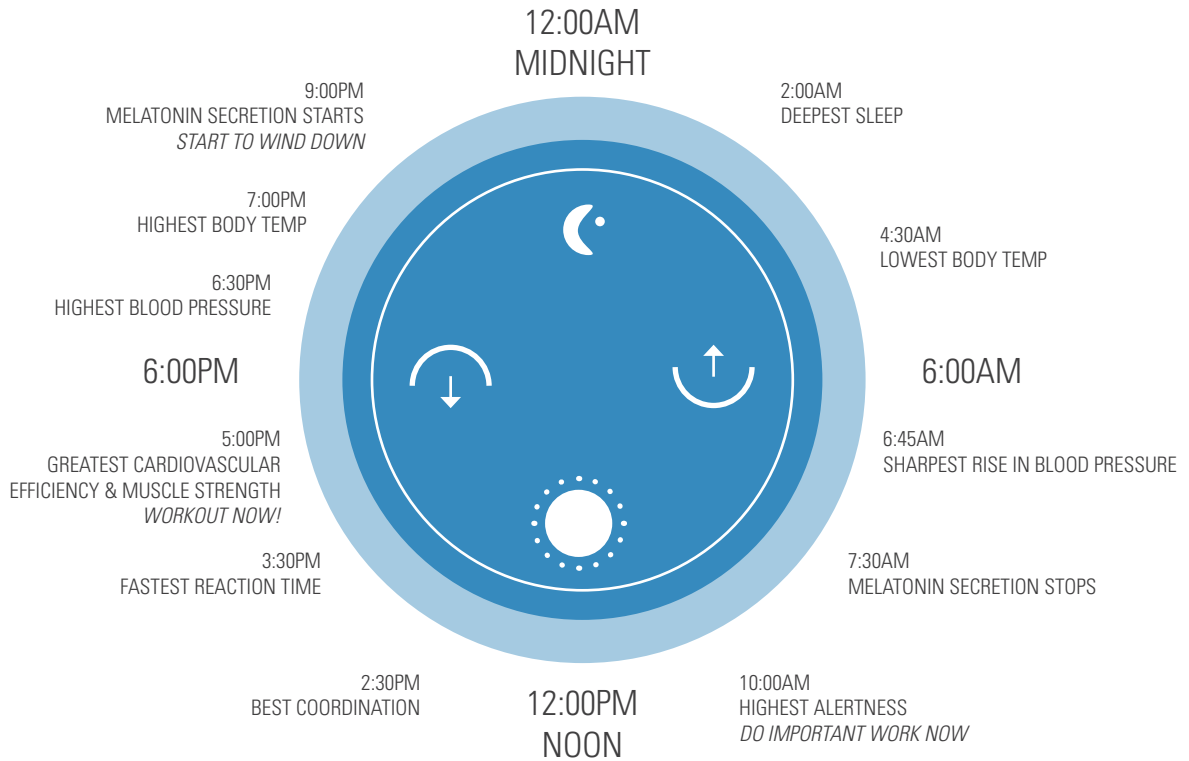 12:00AM
MIDNIGHT
9:00PM
MELATONIN SECRETION STARTS
START TO WIND DOWN
2:00AM
DEEPEST SLEEP
7:00PM
HIGHEST BODY TEMP
4:30AM
LOWEST BODY TEMP
6:30PM
HIGHEST BLOOD PRESSURE
6:00PM
6:00AM
5:00PM
GREATEST CARDIOVASCULAR
EFFICIENCY & MUSCLE STRENGTH
WORKOUT NOW!
6:45AM
SHARPEST RISE IN BLOOD PRESSURE
3:30PM
FASTEST REACTION TIME
7:30AM
MELATONIN SECRETION STOPS
2:30PM
BEST COORDINATION
12:00PM
NOON
10:00AM
HIGHEST ALERTNESS
DO IMPORTANT WORK NOW